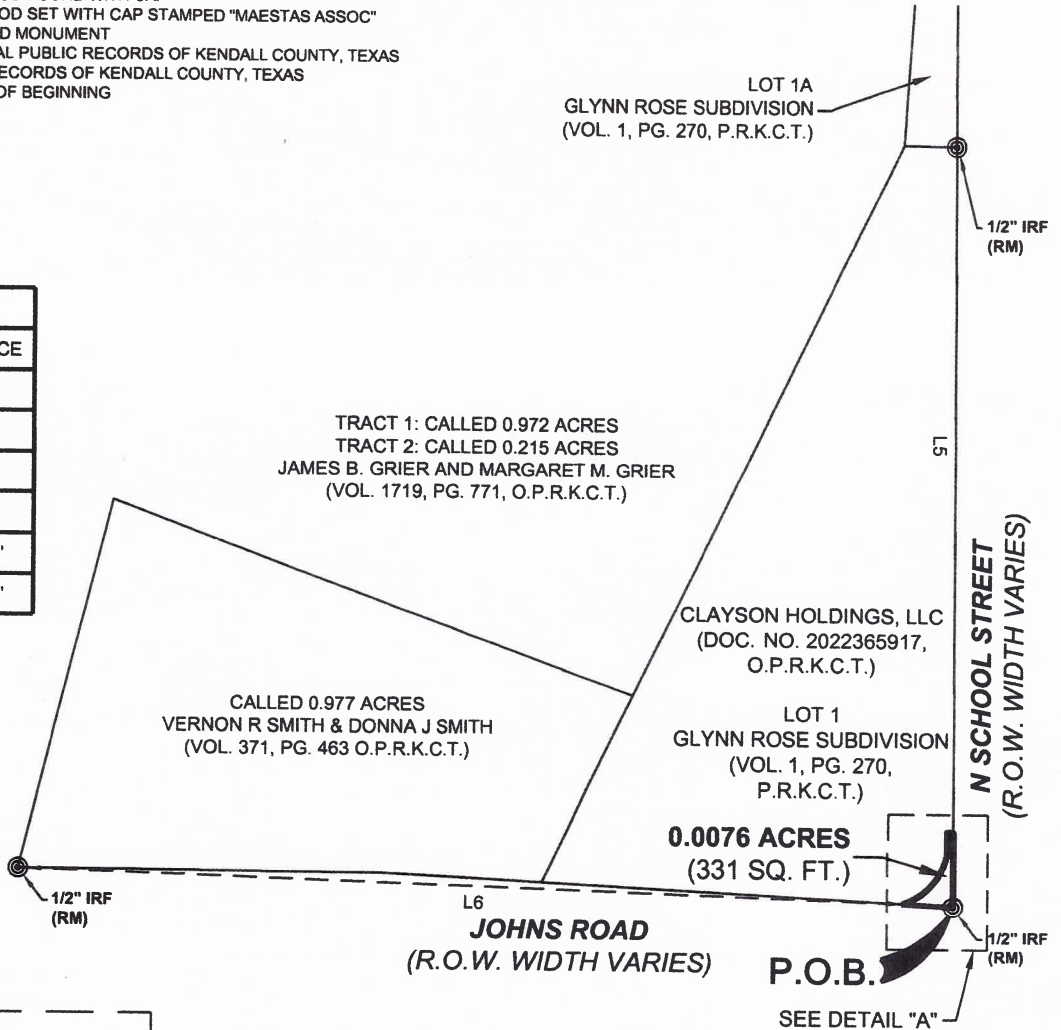 OD SET WITH CAP STAMPED "MAESTAS ASSOC"
D MONUMENT
AL PUBLIC RECORDS OF KENDALL COUNTY, TEXAS
ECORDS OF KENDALL COUNTY, TEXAS
OF BEGINNING
LOT 1A
GLYNN ROSE SUBDIVISION
(VOL. 1, PG. 270, P.R.K.C.T.)
1/2" IRF
(RM)
CE
TRACT 1: CALLED 0.972 ACRES
TRACT 2: CALLED 0.215 ACRES
JAMES B. GRIER AND MARGARET M. GRIER
(VOL. 1719, PG. 771, O.P.R.K.C.T.)
L5
N SCHOOL STREET
(R.O.W. WIDTH VARIES)
CLAYSON HOLDINGS, LLC
(DOC. NO. 2022365917,
O.P.R.K.C.T.)
CALLED 0.977 ACRES
VERNON R SMITH & DONNA J SMITH
(VOL. 371, PG. 463 O.P.R.K.C.T.)
LOT 1
GLYNN ROSE SUBDIVISION
(VOL. 1, PG. 270,
P.R.K.C.T.)
0.0076 ACRES
(331 SQ. FT.)
1/2" IRF
(RM)
L6
JOHNS ROAD
(R.O.W. WIDTH VARIES)
1/2" IRF
(RM)
P.O.B.
SEE DETAIL "A"